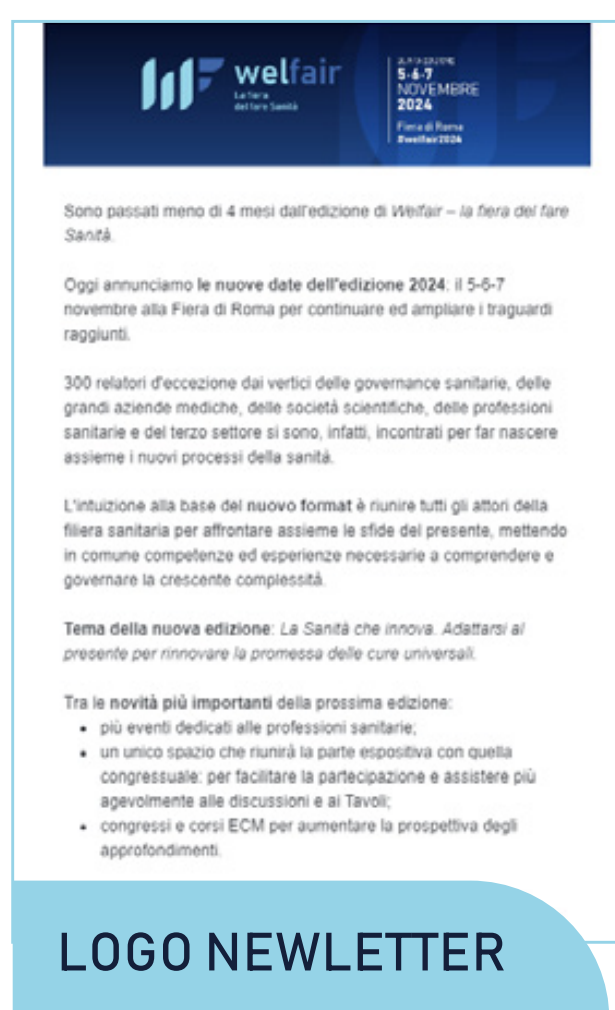 welfair
La fiera
del fare Sanità
5-6-7
NOVEMBRE
2024
Fiera di Roma
#welfair2024
Sono passati meno di 4 mesi dall'edizione di Welfair – la fiera del fare
Sanità.
Oggi annunciamo le nuove date dell'edizione 2024: il 5-6-7
novembre alla Fiera di Roma per continuare ed ampliare i traguardi
raggiunti.
300 relatori d'eccezione dai vertici delle governance sanitarie, delle
grandi aziende mediche, delle società scientifiche, delle professioni
sanitarie e del terzo settore si sono, infatti, incontrati per far nascere
assieme i nuovi processi della sanità.
L'intuizione alla base del nuovo format è riunire tutti gli attori della
filiera sanitaria per affrontare assieme le sfide del presente, mettendo
in comune competenze ed esperienze necessarie a comprendere e
governare la crescente complessità.
Tema della nuova edizione: La Sanità che innova. Adattarsi al
presente per rinnovare la promessa delle cure universali.
Tra le novità più importanti della prossima edizione:
• più eventi dedicati alle professioni sanitarie;
• un unico spazio che riunirà la parte espositiva con quella
congressuale: per facilitare la partecipazione e assistere più
agevolmente alle discussioni e ai Tavoli;
• congressi e corsi ECM per aumentare la prospettiva degli
approfondimenti.
LOGO NEWLETTER